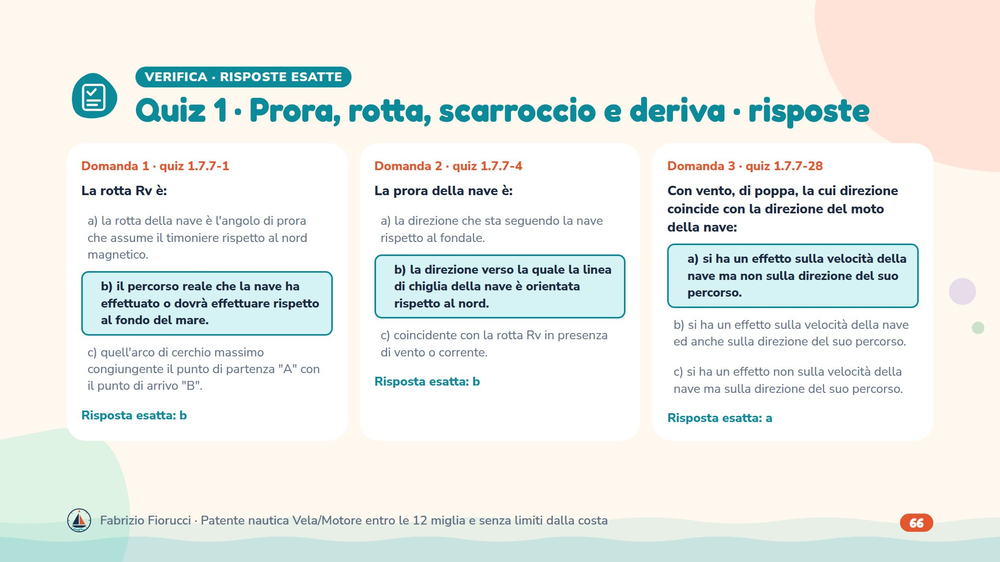 VERIFICA · RISPOSTE ESATTE
Quiz 1 · Prora, rotta, scarroccio e deriva · risposte
Domanda 1 · quiz 1.7.7-1
La rotta Rv è:
a) la rotta della nave è l'angolo di prora
che assume il timoniere rispetto al nord
magnetico.
b) il percorso reale che la nave ha
effettuato o dovrà effettuare rispetto
al fondo del mare.
c) quell'arco di cerchio massimo
congiungente il punto di partenza "A" con
il punto di arrivo "B".
Risposta esatta: b
Domanda 2 · quiz 1.7.7-4
La prora della nave è:
a) la direzione che sta seguendo la nave
rispetto al fondale.
b) la direzione verso la quale la linea
di chiglia della nave è orientata
rispetto al nord.
c) coincidente con la rotta Rv in presenza
di vento o corrente.
Risposta esatta: b
Domanda 3 · quiz 1.7.7-28
Con vento, di poppa, la cui direzione
coincide con la direzione del moto
della nave:
a) si ha un effetto sulla velocità della
nave ma non sulla direzione del suo
percorso.
b) si ha un effetto sulla velocità della nave
ed anche sulla direzione del suo percorso.
c) si ha un effetto non sulla velocità della
nave ma sulla direzione del suo percorso.
Risposta esatta: a
Fabrizio Fiorucci · Patente nautica Vela/Motore entro le 12 miglia e senza limiti dalla costa
66